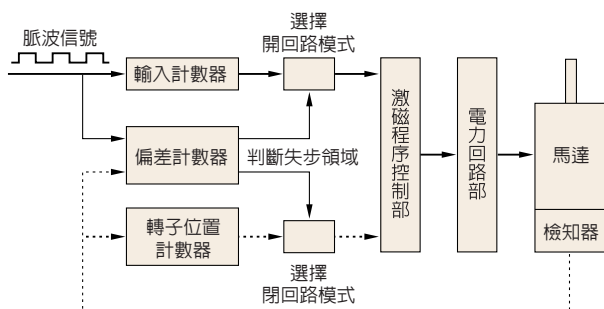 脈波信號
選擇
開回路模式
輸入計數器
偏差計數器
判斷失步領域
轉子位置
計數器
選擇
閉回路模式
激磁程序控制部
電力回路部
馬達
檢知器